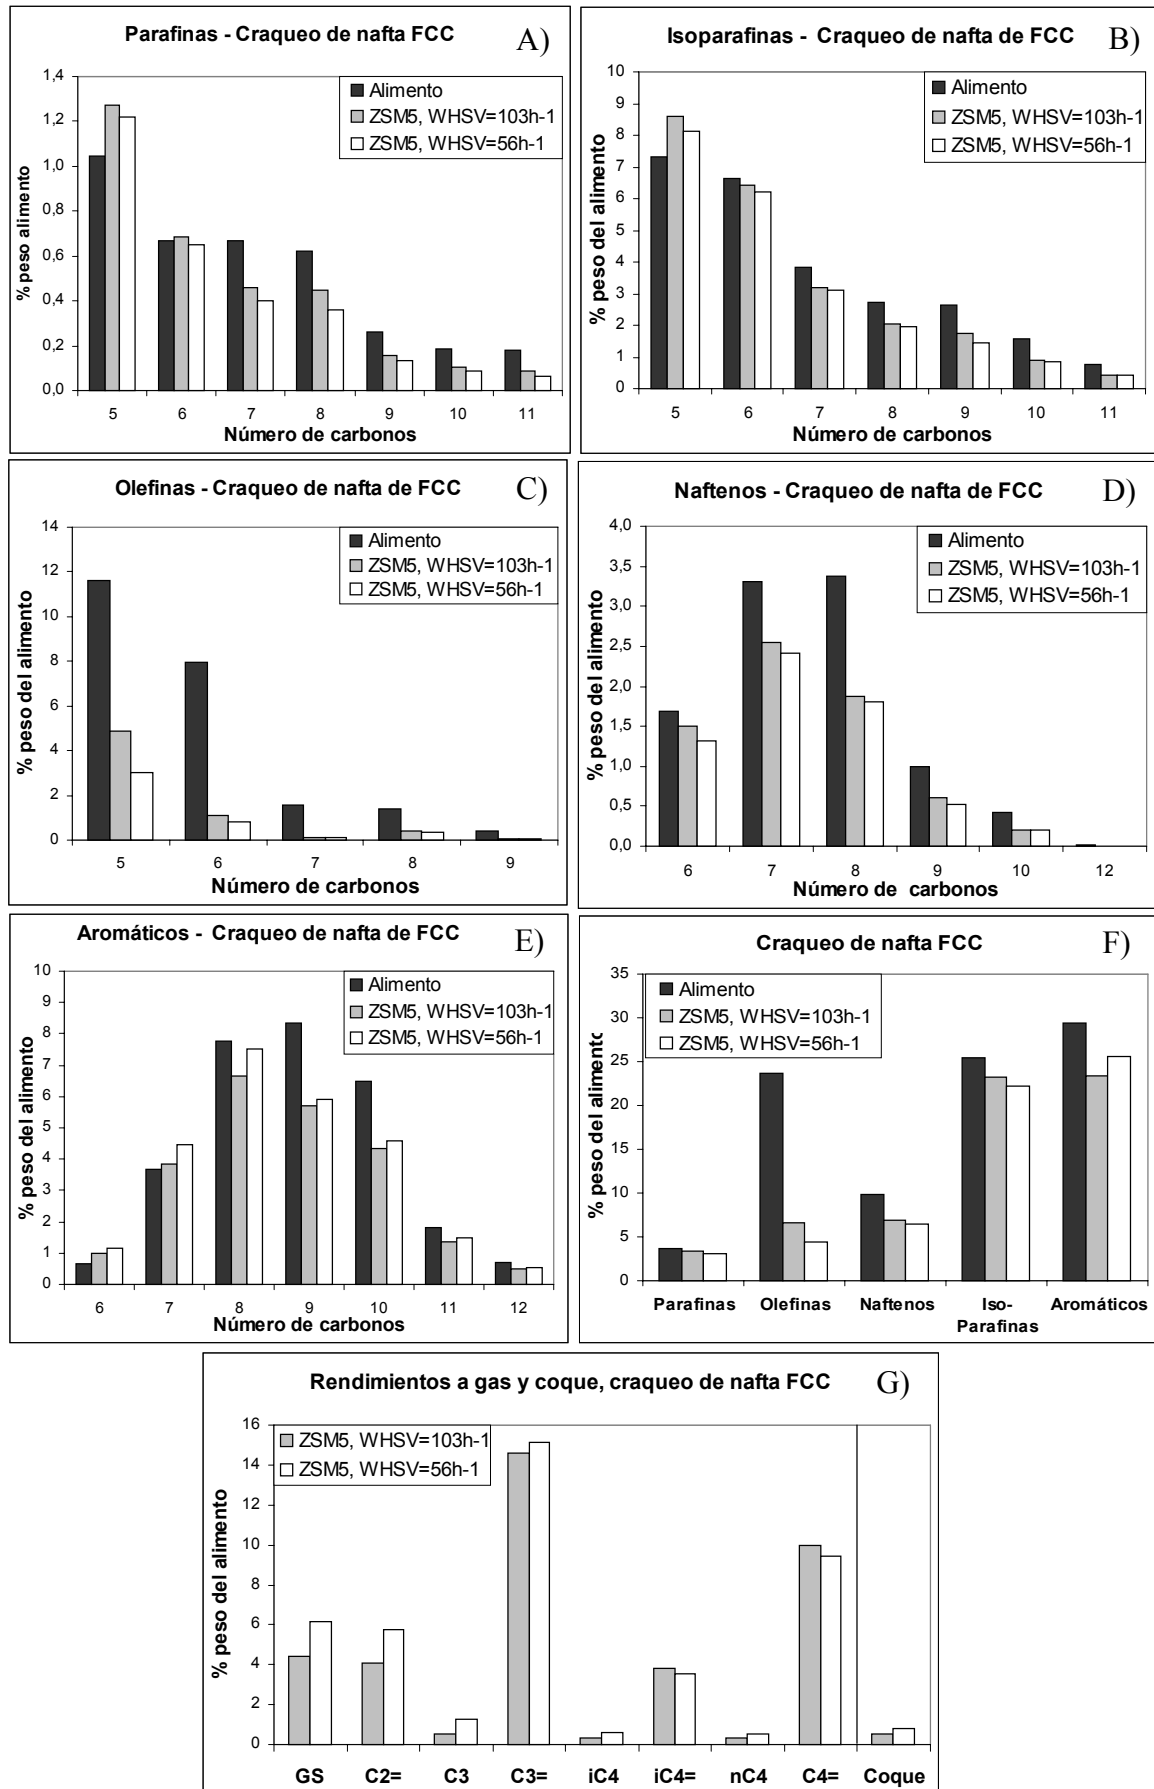 Parafinas - Craqueo de nafta FCC
A)
Alimento
ZSM5, WHSV=103h-1
ZSM5, WHSV=56h-1
% peso alimento
1,4
1,2
1,0
0,8
0,6
0,4
0,2
0,0
5 6 7 8 9 10 11
Número de carbonos
Isoparafinas - Craqueo de nafta de FCC
B)
Alimento
ZSM5, WHSV=103h-1
ZSM5, WHSV=56h-1
% peso del alimento
10
9
8
7
6
5
4
3
2
1
0
5 6 7 8 9 10 11
Número de carbonos
Olefinas - Craqueo de nafta de FCC
C)
Alimento
ZSM5, WHSV=103h-1
ZSM5, WHSV=56h-1
% peso del alimento
14
12
10
8
6
4
2
0
5 6 7 8 9
Número de carbonos
Naftenos - Craqueo de nafta de FCC
D)
Alimento
ZSM5, WHSV=103h-1
ZSM5, WHSV=56h-1
% peso del alimento
4,0
3,5
3,0
2,5
2,0
1,5
1,0
0,5
0,0
6 7 8 9 10 12
Número de carbonos
Aromáticos - Craqueo de nafta de FCC
E)
Alimento
ZSM5, WHSV=103h-1
ZSM5, WHSV=56h-1
% peso del alimento
10
9
8
7
6
5
4
3
2
1
0
6 7 8 9 10 11 12
Número de carbonos
Craqueo de nafta FCC
F)
Alimento
ZSM5, WHSV=103h-1
ZSM5, WHSV=56h-1
% peso del alimento
35
30
25
20
15
10
5
0
Parafinas Olefinas Naftenos Iso- Aromáticos
Parafinas
Rendimientos a gas y coque, craqueo de nafta FCC
G)
ZSM5, WHSV=103h-1
ZSM5, WHSV=56h-1
% peso del alimento
16
14
12
10
8
6
4
2
0
GS C2= C3 C3= iC4 iC4= nC4 C4= Coque